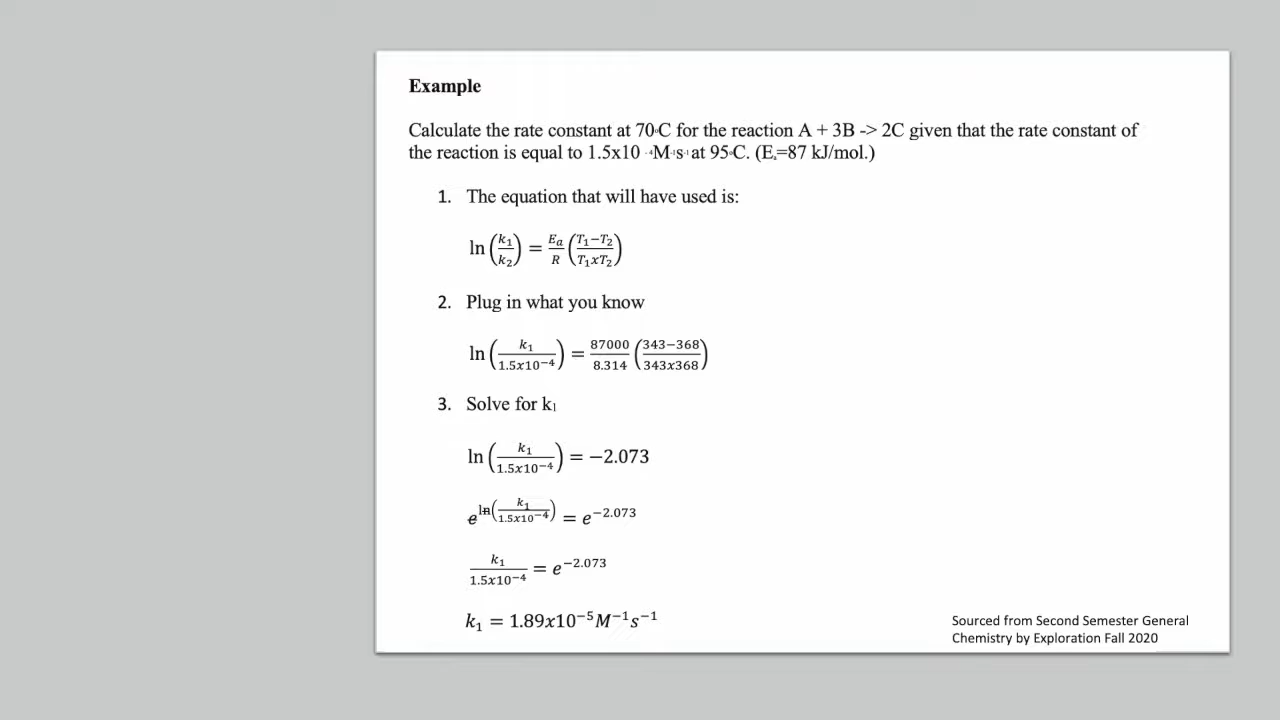 Example
Calculate the rate constant at 70◦C for the reaction A + 3B -> 2C given that the rate constant of
the reaction is equal to 1.5x10⁻⁴M⁻¹s⁻¹ at 95◦C. (Eₐ=87 kJ/mol.)
1. The equation that will have used is:
ln(k₁/k₂) = Eₐ/R (T₁−T₂/T₁xT₂)
2. Plug in what you know
ln(k₁/1.5x10⁻⁴) = 87000/8.314 (343−368/343x368)
3. Solve for k₁
ln(k₁/1.5x10⁻⁴) = −2.073
e^ln(k₁/1.5x10⁻⁴) = e^−2.073
k₁/1.5x10⁻⁴ = e^−2.073
k₁ = 1.89x10⁻⁵M⁻¹s⁻¹
Sourced from Second Semester General
Chemistry by Exploration Fall 2020